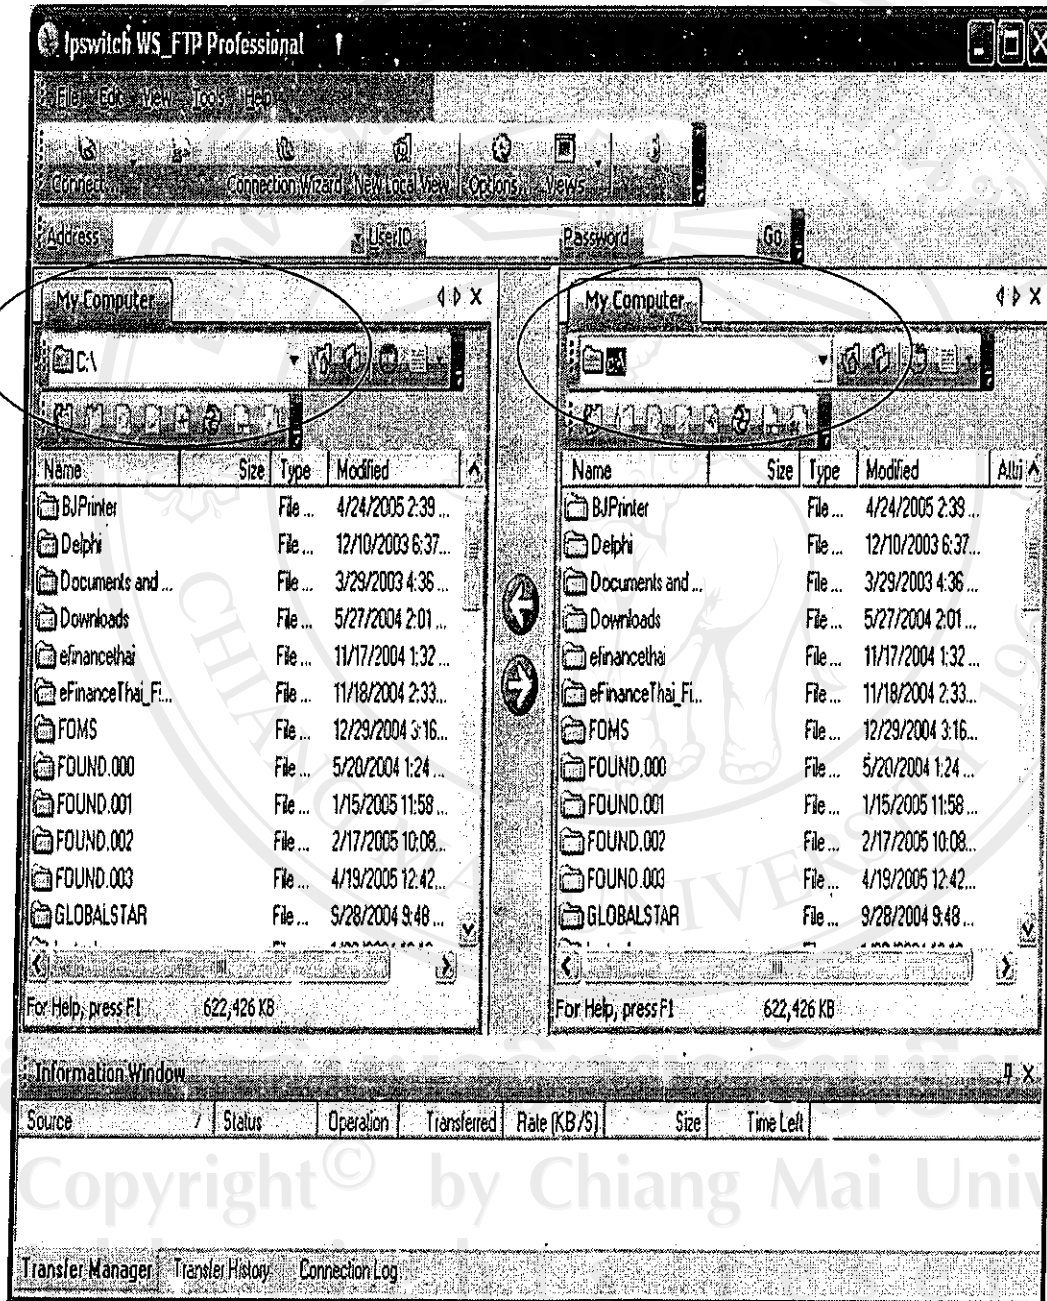 Ipswitch WS_FTP Professional
File Edit View Tools Help
Connect Connection Wizard New Local View Options... Views
Address UserID Password Go
My Computer
C:\
Name Size Type Modified
BJPrinter File ... 4/24/2005 2:39 ...
Delphi File ... 12/10/2003 6:37...
Documents and ... File ... 3/29/2003 4:36 ...
Downloads File ... 5/27/2004 2:01 ...
efinancethai File ... 11/17/2004 1:32 ...
eFinanceThai_Fi... File ... 11/18/2004 2:33...
FOMS File ... 12/29/2004 3:16...
FOUND.000 File ... 5/20/2004 1:24 ...
FOUND.001 File ... 1/15/2005 11:58 ...
FOUND.002 File ... 2/17/2005 10:08...
FOUND.003 File ... 4/19/2005 12:42...
GLOBALSTAR File ... 9/28/2004 9:48 ...
For Help, press F1 622,426 KB
My Computer
C:\
Name Size Type Modified Attri
BJPrinter File ... 4/24/2005 2:39 ...
Delphi File ... 12/10/2003 6:37...
Documents and ... File ... 3/29/2003 4:36 ...
Downloads File ... 5/27/2004 2:01 ...
efinancethai File ... 11/17/2004 1:32 ...
eFinanceThai_Fi... File ... 11/18/2004 2:33...
FOMS File ... 12/29/2004 3:16...
FOUND.000 File ... 5/20/2004 1:24 ...
FOUND.001 File ... 1/15/2005 11:58 ...
FOUND.002 File ... 2/17/2005 10:08...
FOUND.003 File ... 4/19/2005 12:42...
GLOBALSTAR File ... 9/28/2004 9:48 ...
For Help, press F1 622,426 KB
Information Window
Source / Status Operation Transferred Rate (KB/S) Size Time Left
Transfer Manager Transfer History Connection Log
CHIANG MAI UNIVERSITY
Copyright© by Chiang Mai Univ